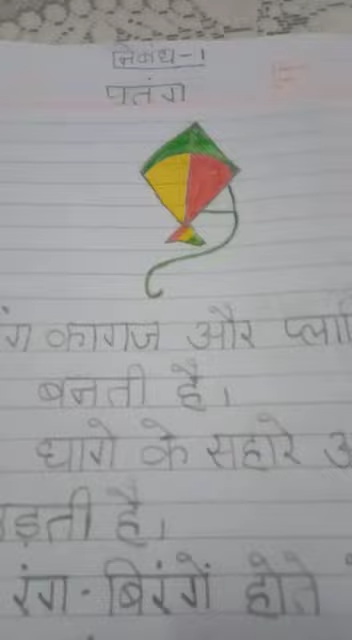 निबंध-1
पतंग
ंग कागज और प्ला
बनती है।
धागे के सहारे
ड़ती है।
रंग-बिरंगें होते